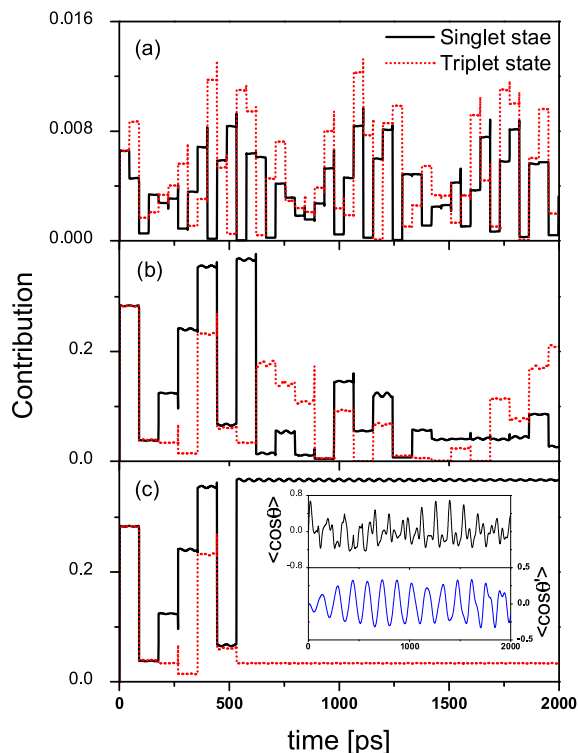 0.016
(a)
Singlet stae
Triplet state
0.008
0.000
(b)
0.2
0.0
Contribution
(c)
0.8
<cosθ>
0.0
-0.8
0.5
0.0
<cosθ'>
-0.5
0 500 1000 1500 2000
0.2
0.0
0 500 1000 1500 2000
time [ps]